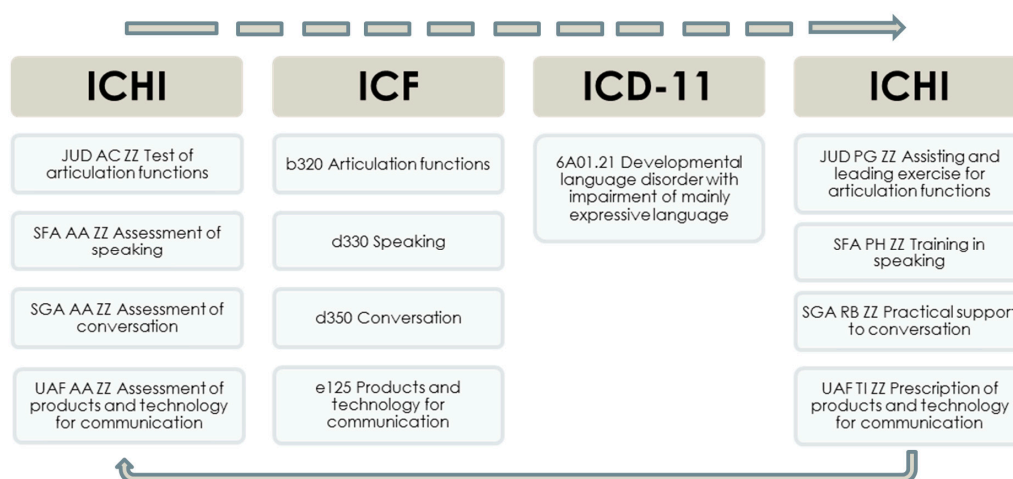 ICHI
JUD AC ZZ Test of
articulation functions
SFA AA ZZ Assessment of
speaking
SGA AA ZZ Assessment of
conversation
UAF AA ZZ Assessment of
products and technology
for communication
ICF
b320 Articulation functions
d330 Speaking
d350 Conversation
e125 Products and
technology for
communication
ICD-11
6A01.21 Developmental
language disorder with
impairment of mainly
expressive language
ICHI
JUD PG ZZ Assisting and
leading exercise for
articulation functions
SFA PH ZZ Training in
speaking
SGA RB ZZ Practical support
to conversation
UAF TI ZZ Prescription of
products and technology
for communication